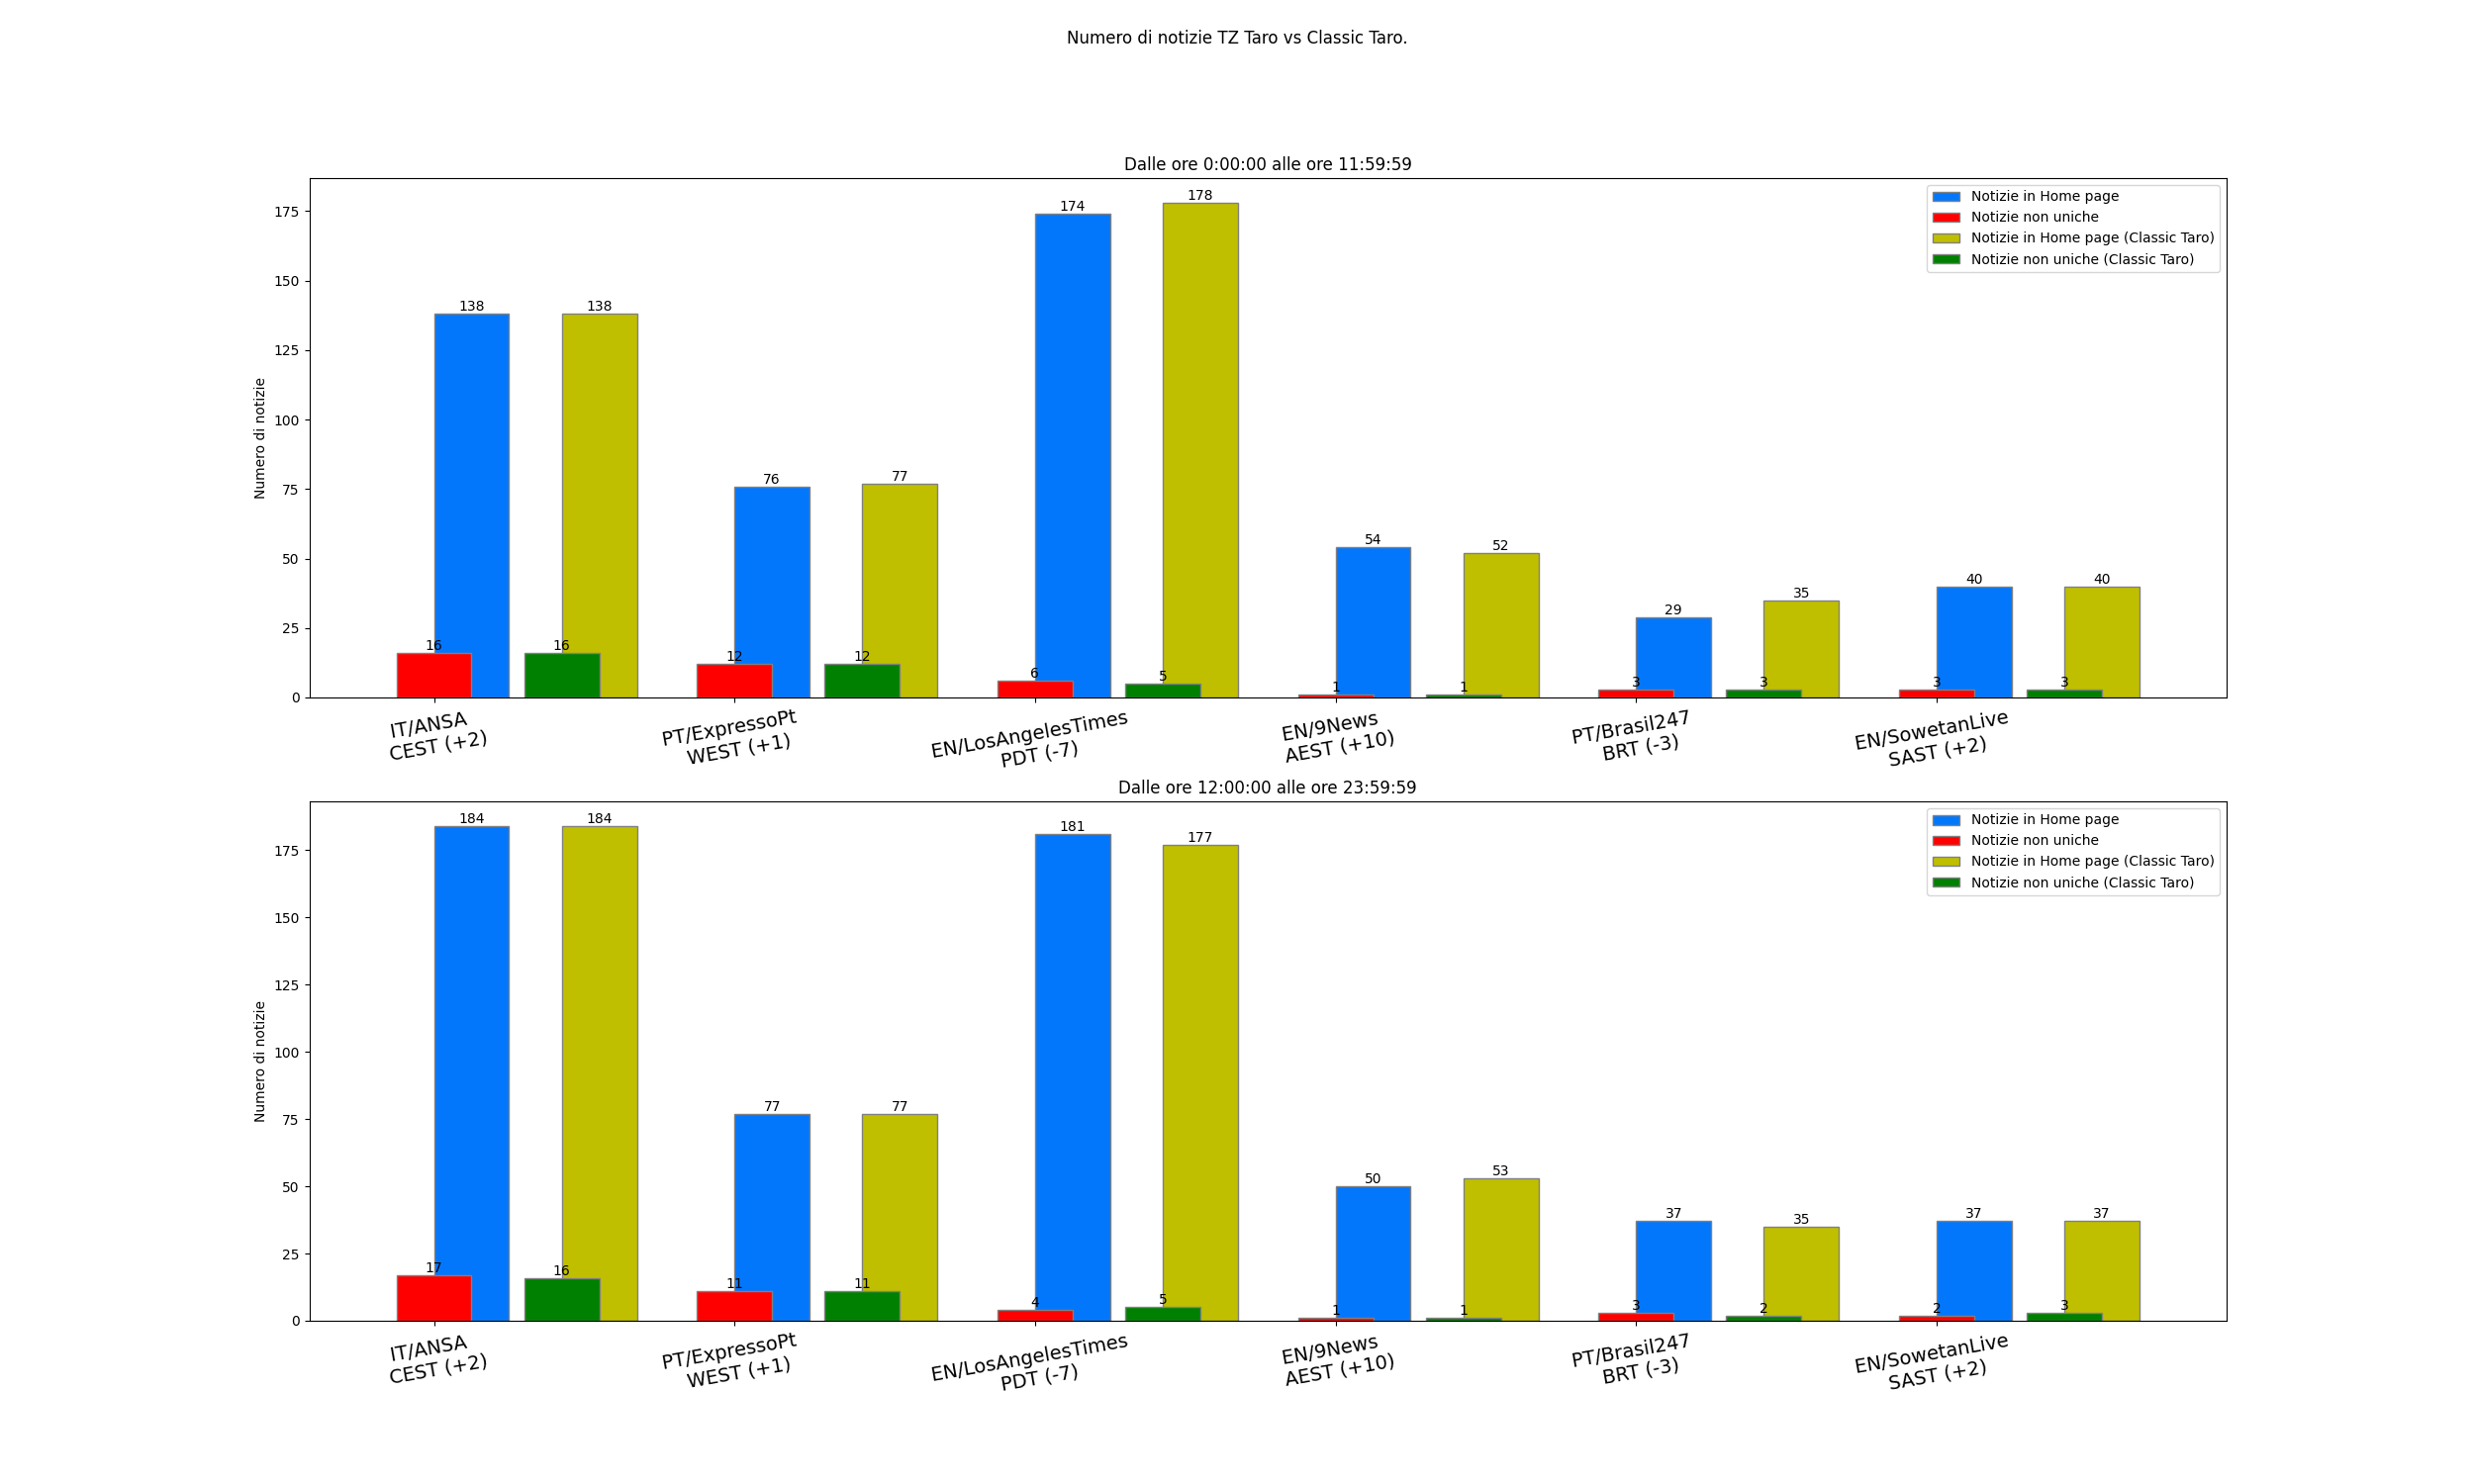 Numero di notizie TZ Taro vs Classic Taro.
Dalle ore 0:00:00 alle ore 11:59:59
Numero di notizie
175
150
125
100
75
50
25
0
138
138
16
16
76
77
12
12
174
178
6
5
54
52
1
1
29
35
3
3
40
40
3
3
Notizie in Home page
Notizie non uniche
Notizie in Home page (Classic Taro)
Notizie non uniche (Classic Taro)
IT/ANSA
CEST (+2)
PT/ExpressoPt
WEST (+1)
EN/LosAngelesTimes
PDT (-7)
EN/9News
AEST (+10)
PT/Brasil247
BRT (-3)
EN/SowetanLive
SAST (+2)
Dalle ore 12:00:00 alle ore 23:59:59
Numero di notizie
175
150
125
100
75
50
25
0
184
184
17
16
77
77
11
11
181
177
4
5
50
53
1
1
37
35
3
2
37
37
2
3
Notizie in Home page
Notizie non uniche
Notizie in Home page (Classic Taro)
Notizie non uniche (Classic Taro)
IT/ANSA
CEST (+2)
PT/ExpressoPt
WEST (+1)
EN/LosAngelesTimes
PDT (-7)
EN/9News
AEST (+10)
PT/Brasil247
BRT (-3)
EN/SowetanLive
SAST (+2)